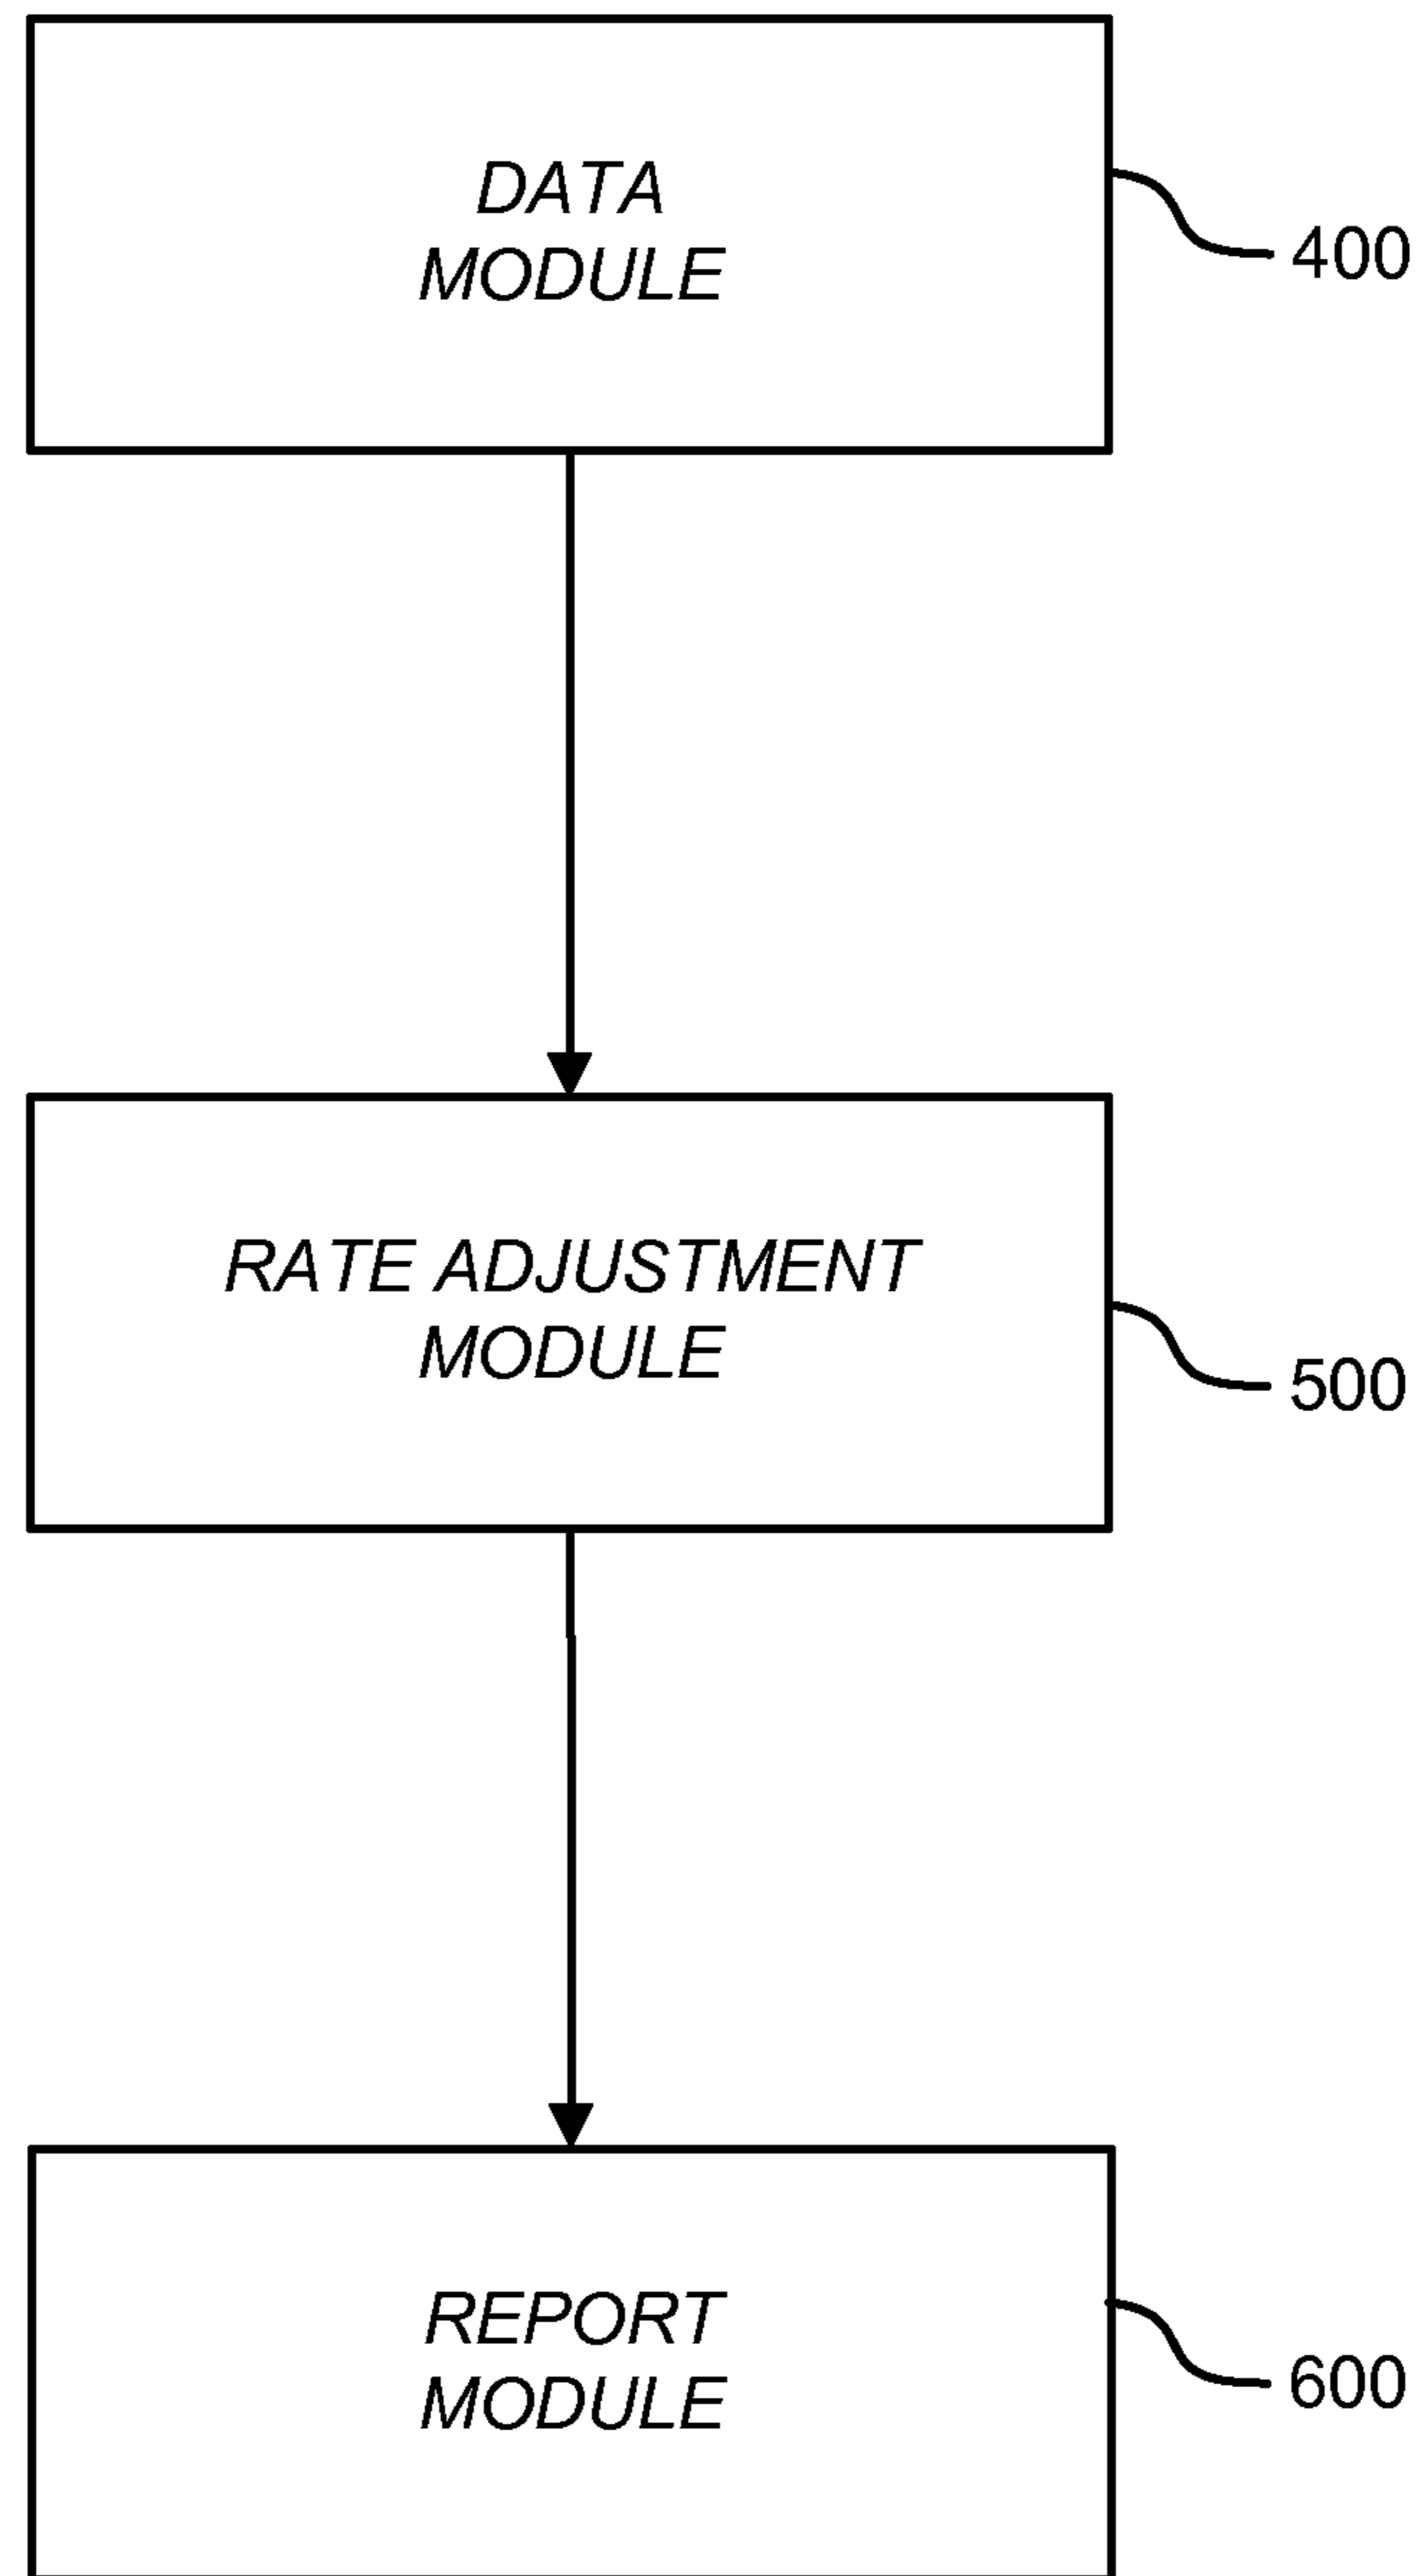 DATA
MODULE
400
RATE ADJUSTMENT
MODULE
500
REPORT
MODULE
600